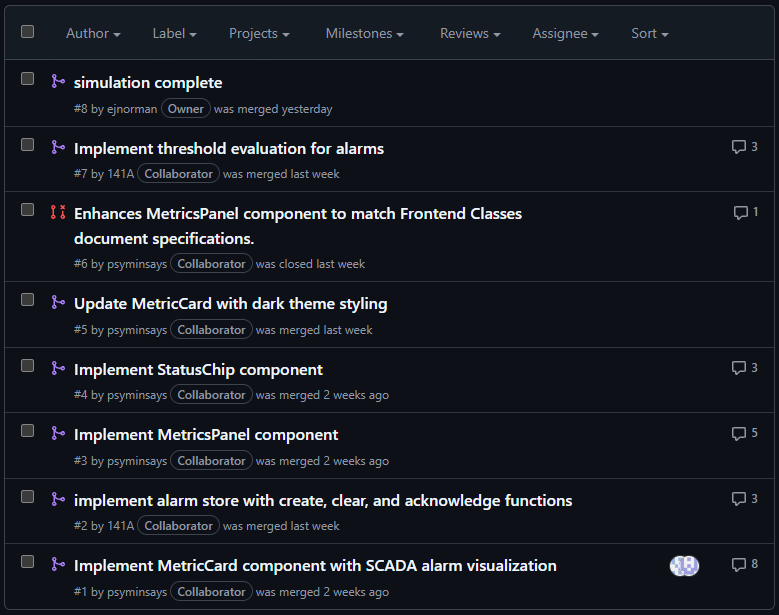 Author Label Projects Milestones Reviews Assignee Sort
simulation complete
#8 by ejnorman Owner was merged yesterday
Implement threshold evaluation for alarms 3
#7 by 141A Collaborator was merged last week
Enhances MetricsPanel component to match Frontend Classes 1
document specifications.
#6 by psyminsays Collaborator was closed last week
Update MetricCard with dark theme styling
#5 by psyminsays Collaborator was merged last week
Implement StatusChip component 3
#4 by psyminsays Collaborator was merged 2 weeks ago
Implement MetricsPanel component 5
#3 by psyminsays Collaborator was merged 2 weeks ago
implement alarm store with create, clear, and acknowledge functions 3
#2 by 141A Collaborator was merged last week
Implement MetricCard component with SCADA alarm visualization 8
#1 by psyminsays Collaborator was merged 2 weeks ago